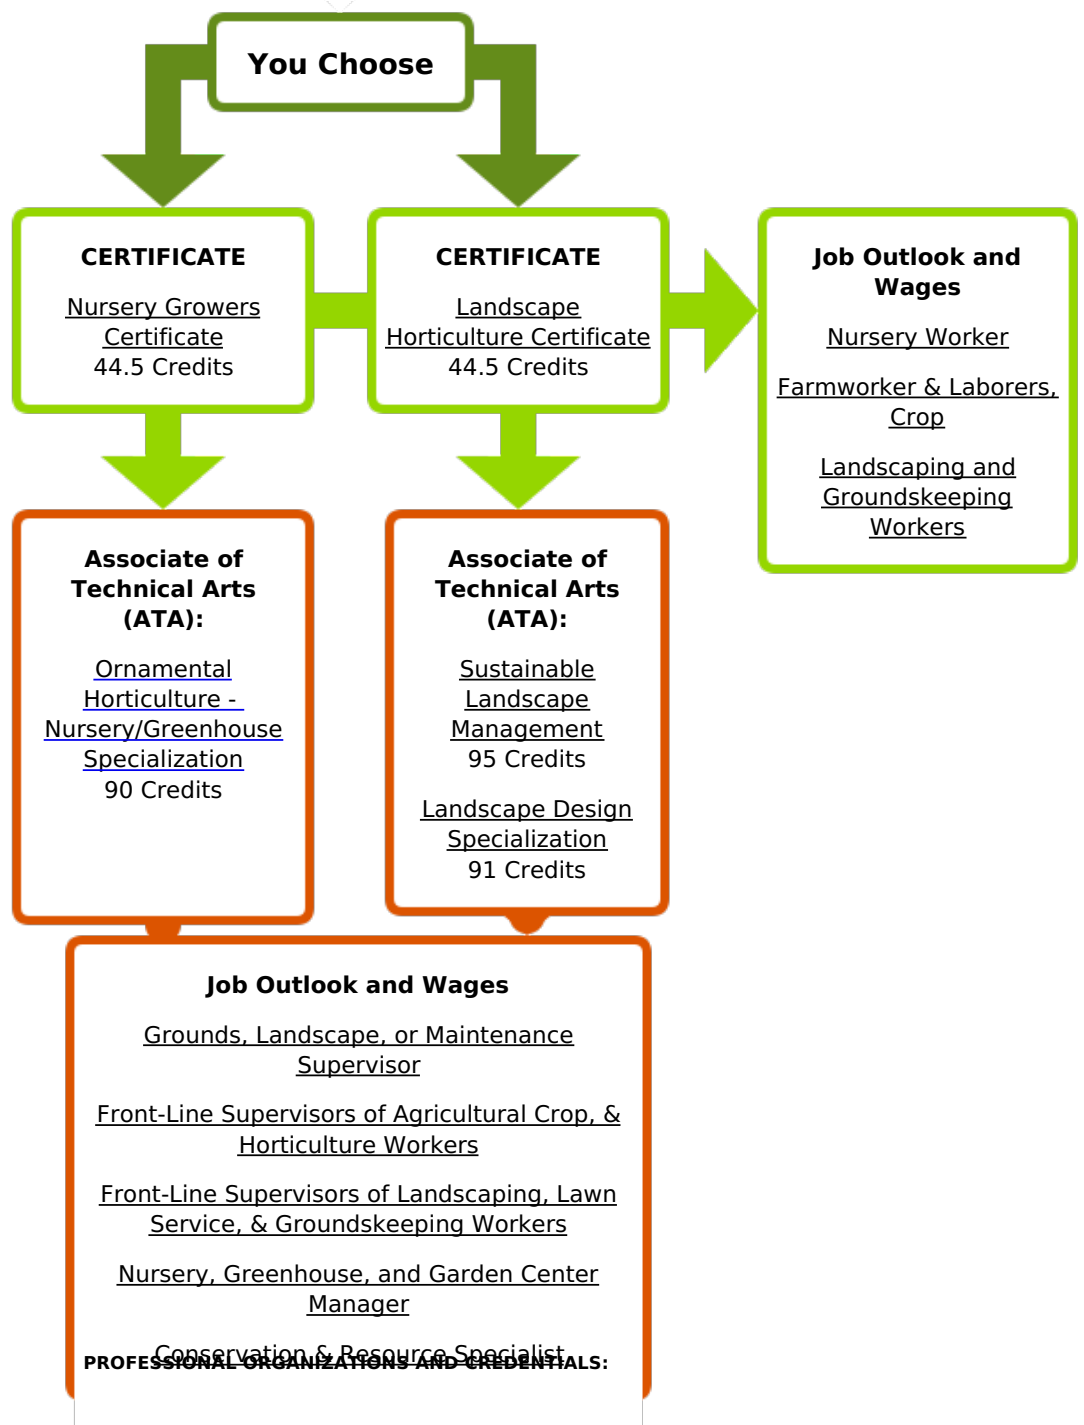 You Choose
CERTIFICATE
Nursery Growers
Certificate
44.5 Credits
CERTIFICATE
Landscape
Horticulture Certificate
44.5 Credits
Job Outlook and
Wages
Nursery Worker
Farmworker & Laborers,
Crop
Landscaping and
Groundskeeping
Workers
Associate of
Technical Arts
(ATA):
Ornamental
Horticulture -
Nursery/Greenhouse
Specialization
90 Credits
Associate of
Technical Arts
(ATA):
Sustainable
Landscape
Management
95 Credits
Landscape Design
Specialization
91 Credits
Job Outlook and Wages
Grounds, Landscape, or Maintenance
Supervisor
Front-Line Supervisors of Agricultural Crop, &
Horticulture Workers
Front-Line Supervisors of Landscaping, Lawn
Service, & Groundskeeping Workers
Nursery, Greenhouse, and Garden Center
Manager
Conservation & Resource Specialist
PROFESSIONAL ORGANIZATIONS AND CREDENTIALS: